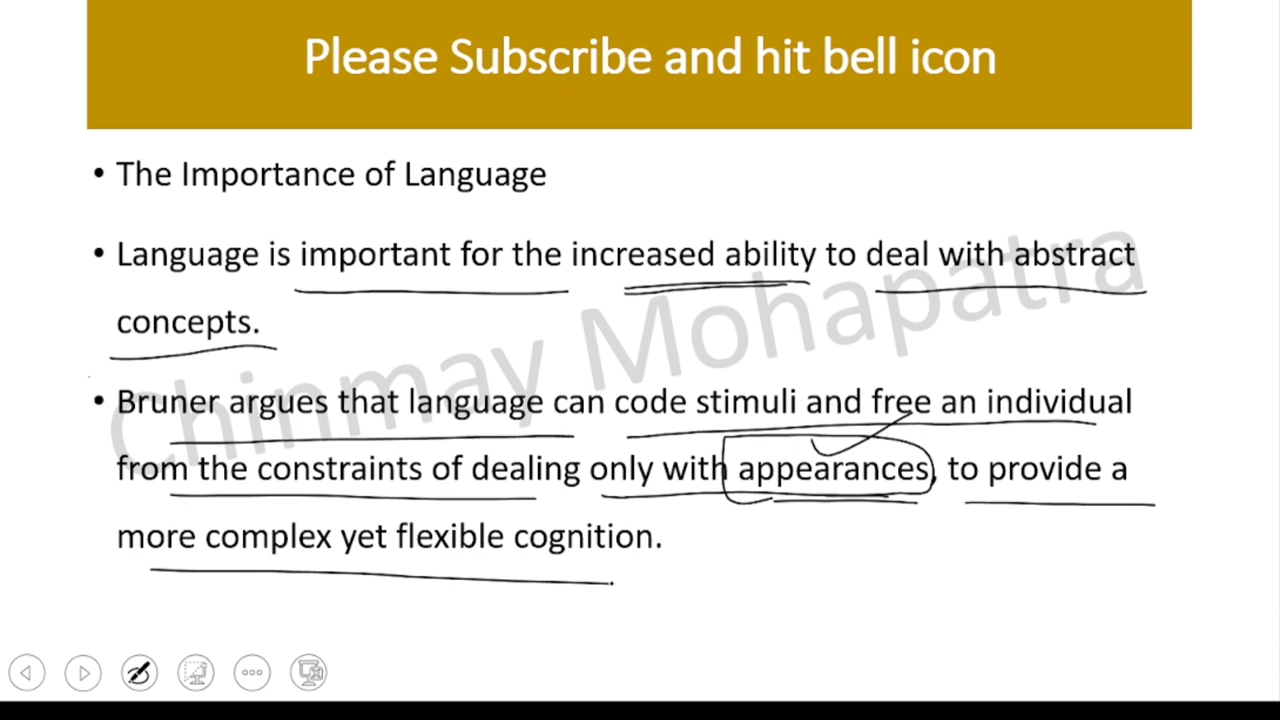 Please Subscribe and hit bell icon
• The Importance of Language
• Language is important for the increased ability to deal with abstract
concepts.
• Bruner argues that language can code stimuli and free an individual
from the constraints of dealing only with appearances, to provide a
more complex yet flexible cognition.
Chinmay Mohapatra